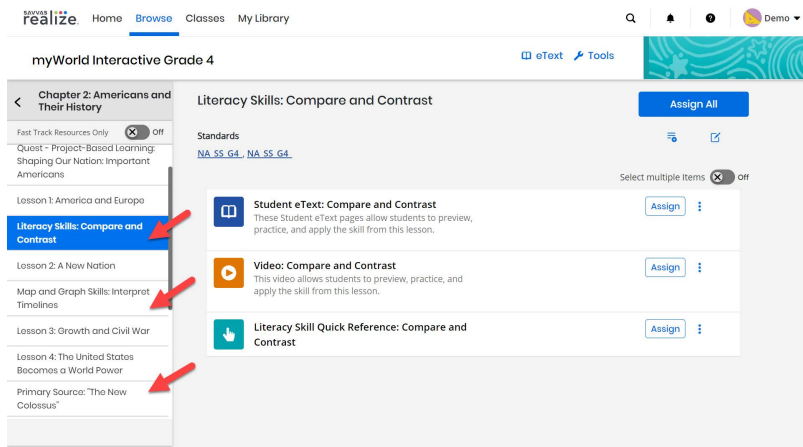 SAVVAS
realize. Home Browse Classes My Library Demo
myWorld Interactive Grade 4 eText Tools
Chapter 2: Americans and
Their History
Fast Track Resources Only Off
Quest - Project-Based Learning:
Shaping Our Nation: Important
Americans
Lesson 1: America and Europe
Literacy Skills: Compare and
Contrast
Lesson 2: A New Nation
Map and Graph Skills: Interpret
Timelines
Lesson 3: Growth and Civil War
Lesson 4: The United States
Becomes a World Power
Primary Source: "The New
Colossus"
Literacy Skills: Compare and Contrast
Assign All
Standards
NA SS G4 , NA SS G4
Select multiple Items Off
Student eText: Compare and Contrast
These Student eText pages allow students to preview,
practice, and apply the skill from this lesson.
Assign
Video: Compare and Contrast
This video allows students to preview, practice, and
apply the skill from this lesson.
Assign
Literacy Skill Quick Reference: Compare and
Contrast
Assign